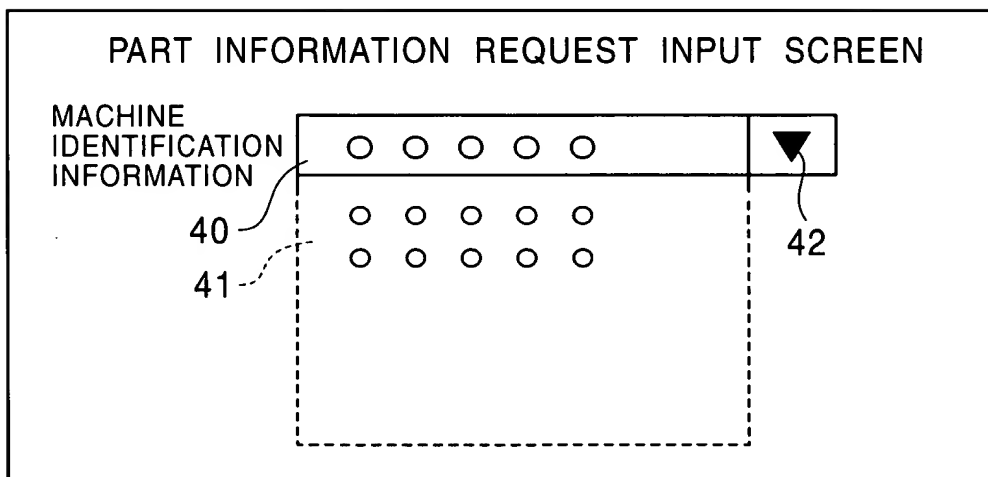 PART INFORMATION REQUEST INPUT SCREEN
MACHINE
IDENTIFICATION
INFORMATION
○ ○ ○ ○ ○
40
○ ○ ○ ○ ○
41
○ ○ ○ ○ ○
42